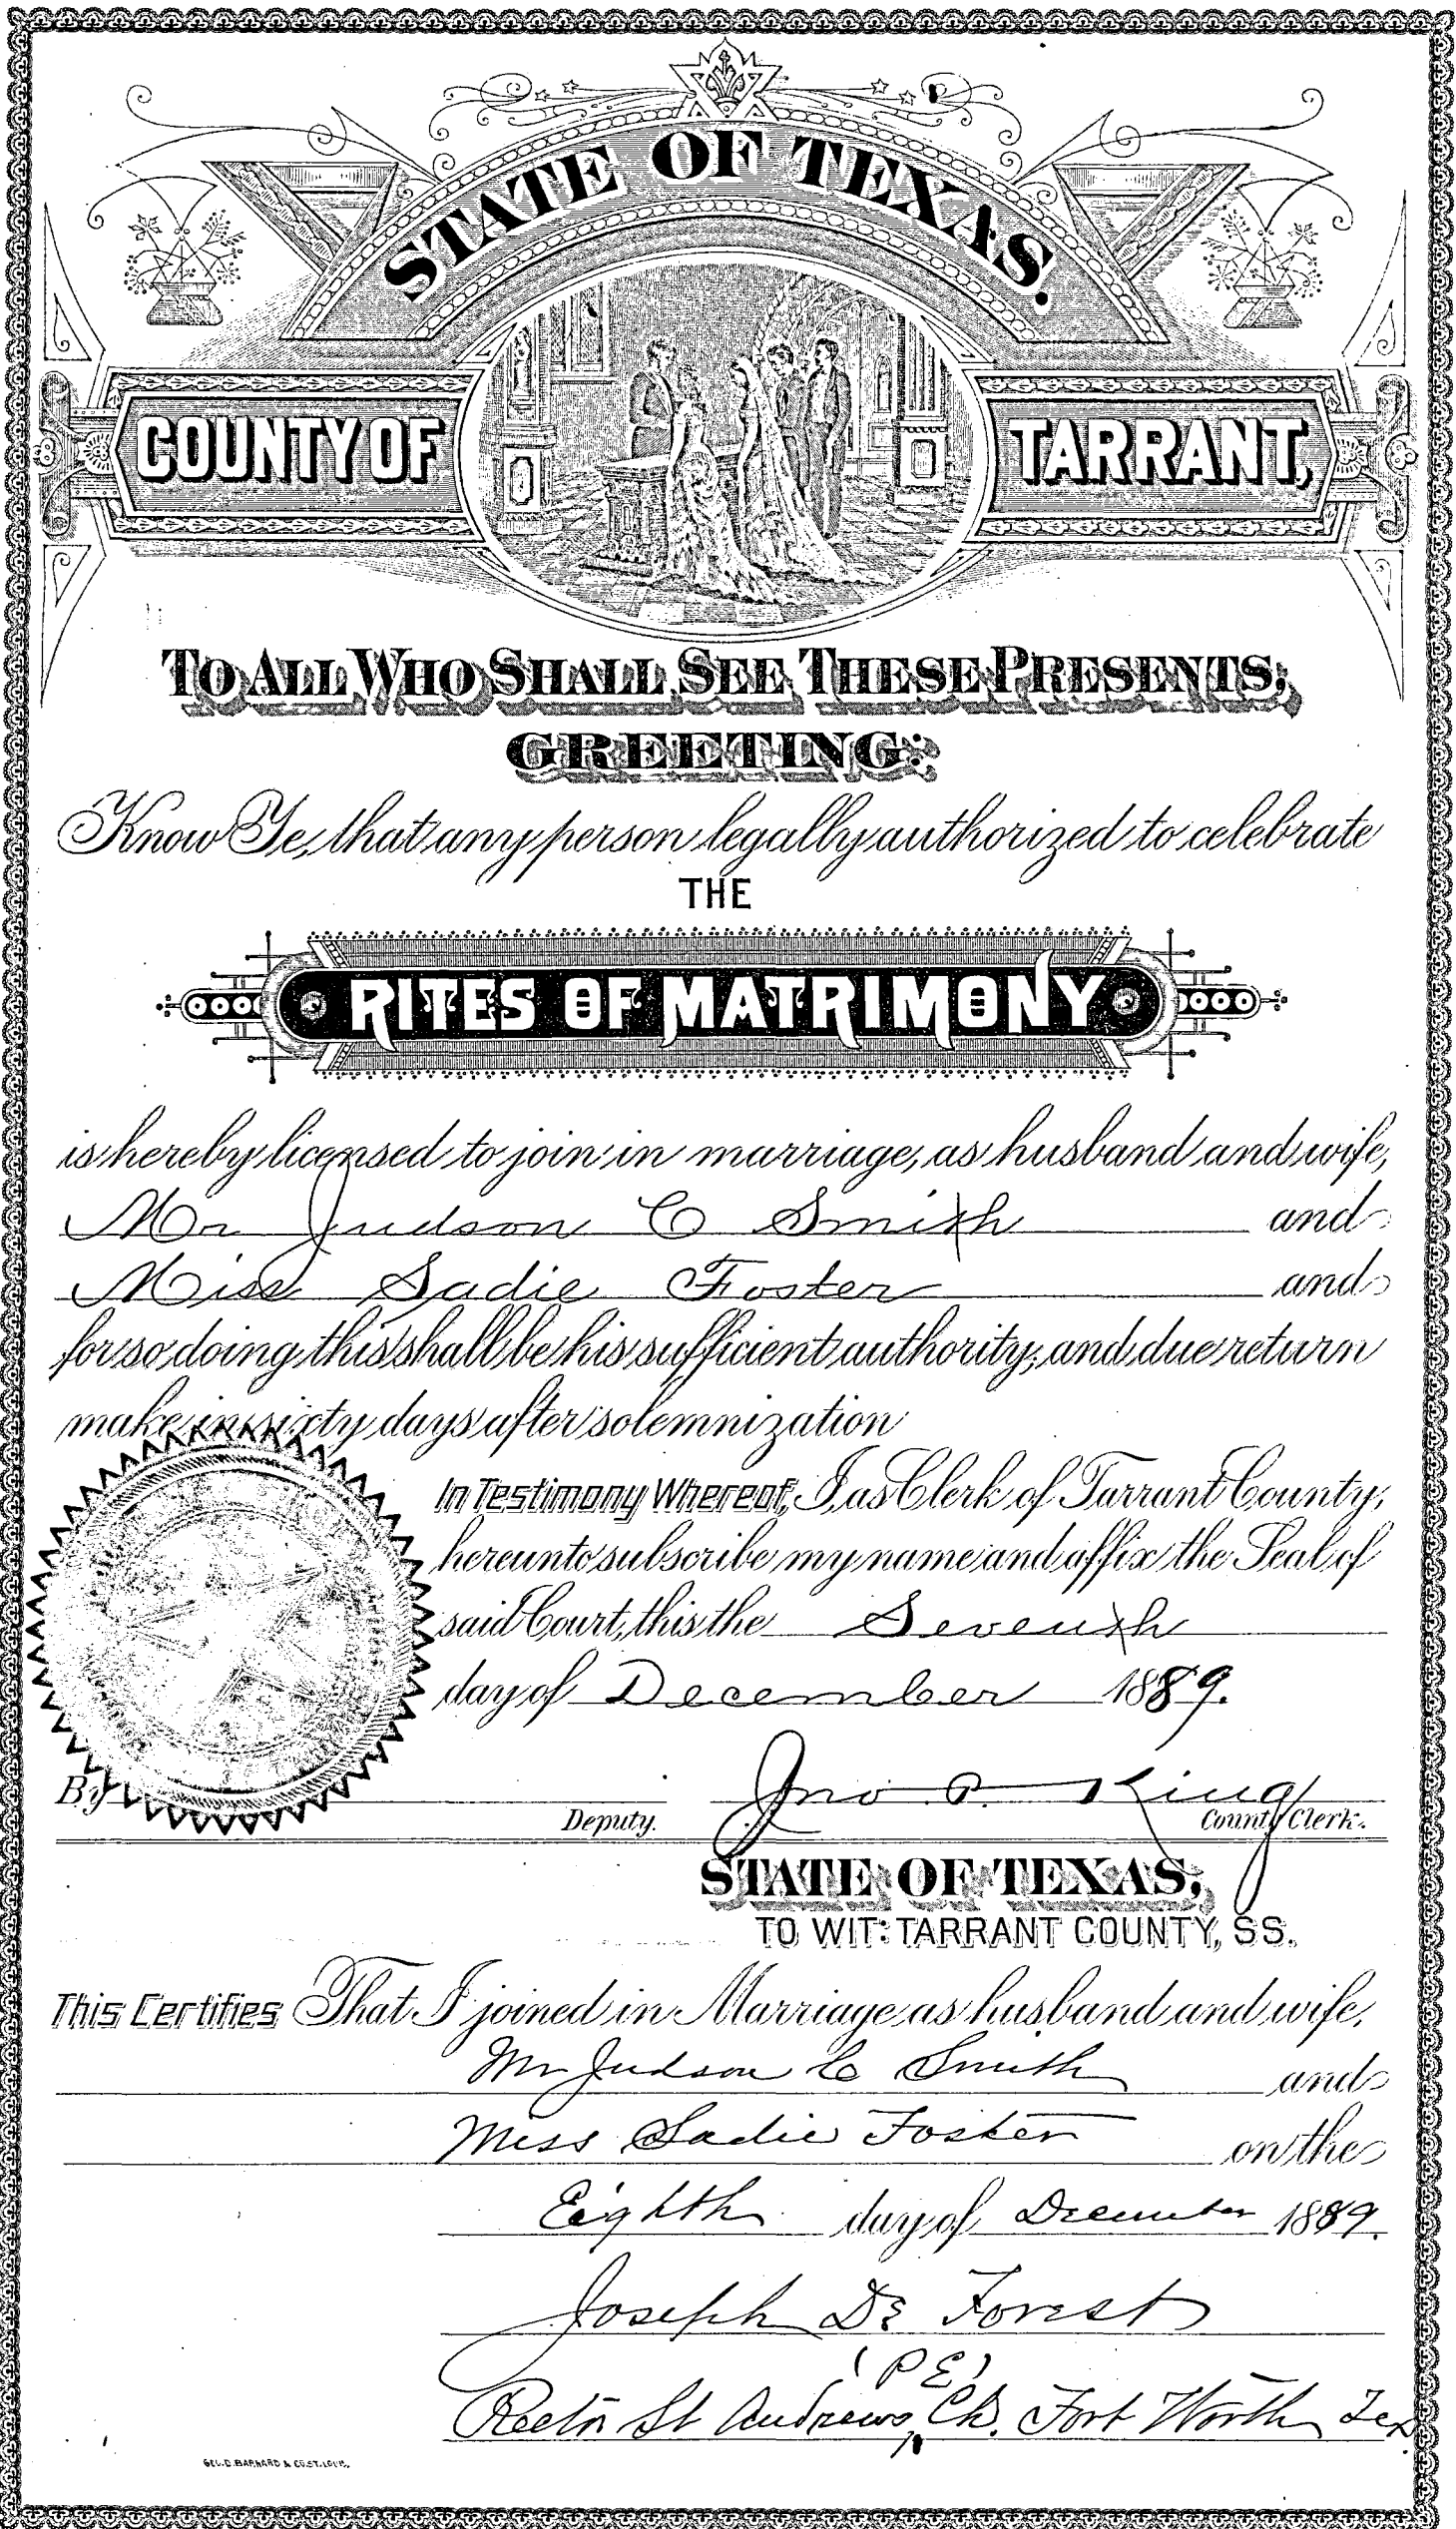 STATE OF TEXAS.
COUNTY OF TARRANT,
TO ALL WHO SHALL SEE THESE PRESENTS;
GREETING:
Know Ye, that any person legally authorized to celebrate
THE
RITES OF MATRIMONY
is hereby licensed to join in marriage, as husband and wife,
Mr Judson C Smith and
Miss Sadie Foster and
for so doing this shall be his sufficient authority, and due return
make in sixty days after solemnization
In Testimony Whereof, I, as Clerk of Tarrant County,
hereunto subscribe my name and affix the Seal of
said Court, this the Seventh
day of December 1889.
By Jno P. King
Deputy. County Clerk.
STATE OF TEXAS,
TO WIT: TARRANT COUNTY, SS.
This Certifies That I joined in Marriage as husband and wife,
Mr Judson C Smith and
Miss Sadie Foster on the
Eighth day of December 1889.
Joseph De Forest
(P E)
Rector St Andrews Ch. Fort Worth Tex
GEO. D. BARNARD & CO. ST. LOUIS.